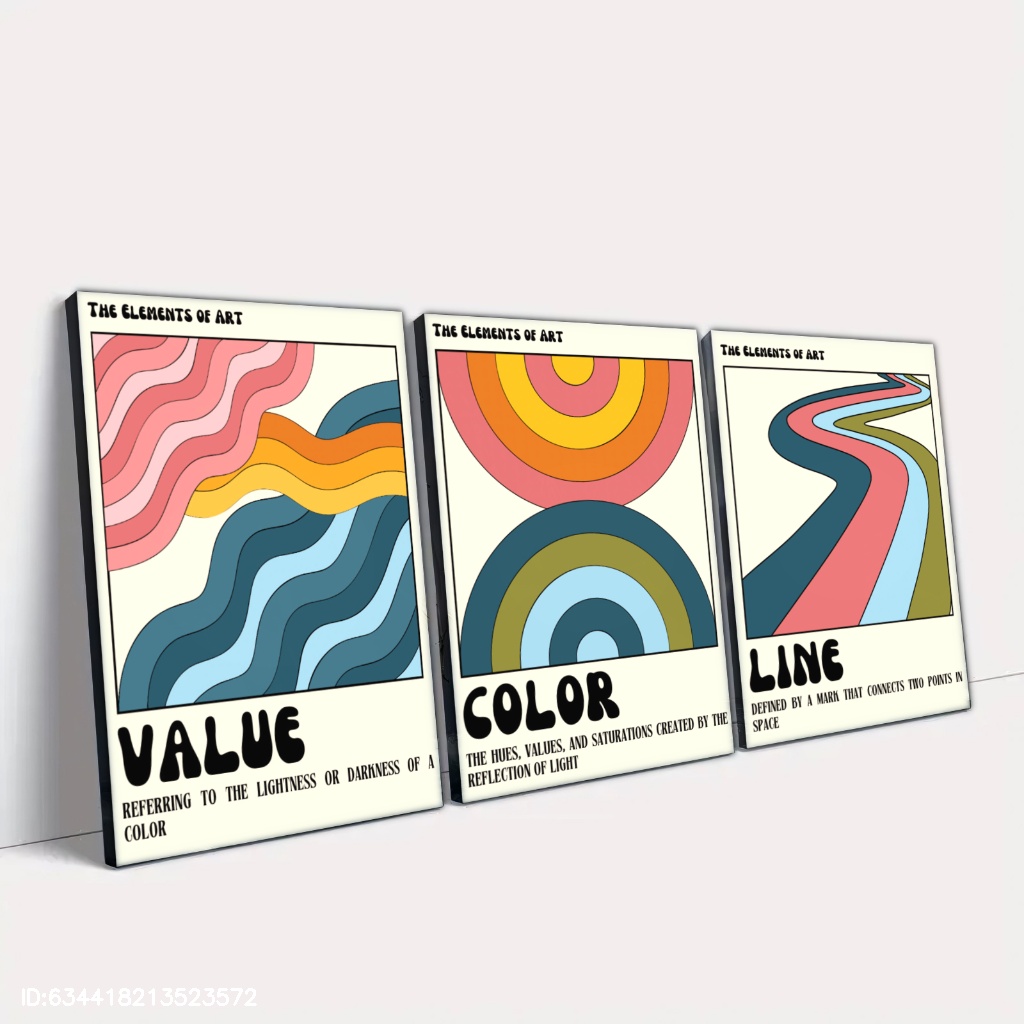 THE ELEMENTS OF ART
VALUE
REFERRING TO THE LIGHTNESS OR DARKNESS OF A
COLOR
THE ELEMENTS OF ART
COLOR
THE HUES, VALUES, AND SATURATIONS CREATED BY THE
REFLECTION OF LIGHT
THE ELEMENTS OF ART
LINE
DEFINED BY A MARK THAT CONNECTS TWO POINTS IN
SPACE
ID:634418213523572